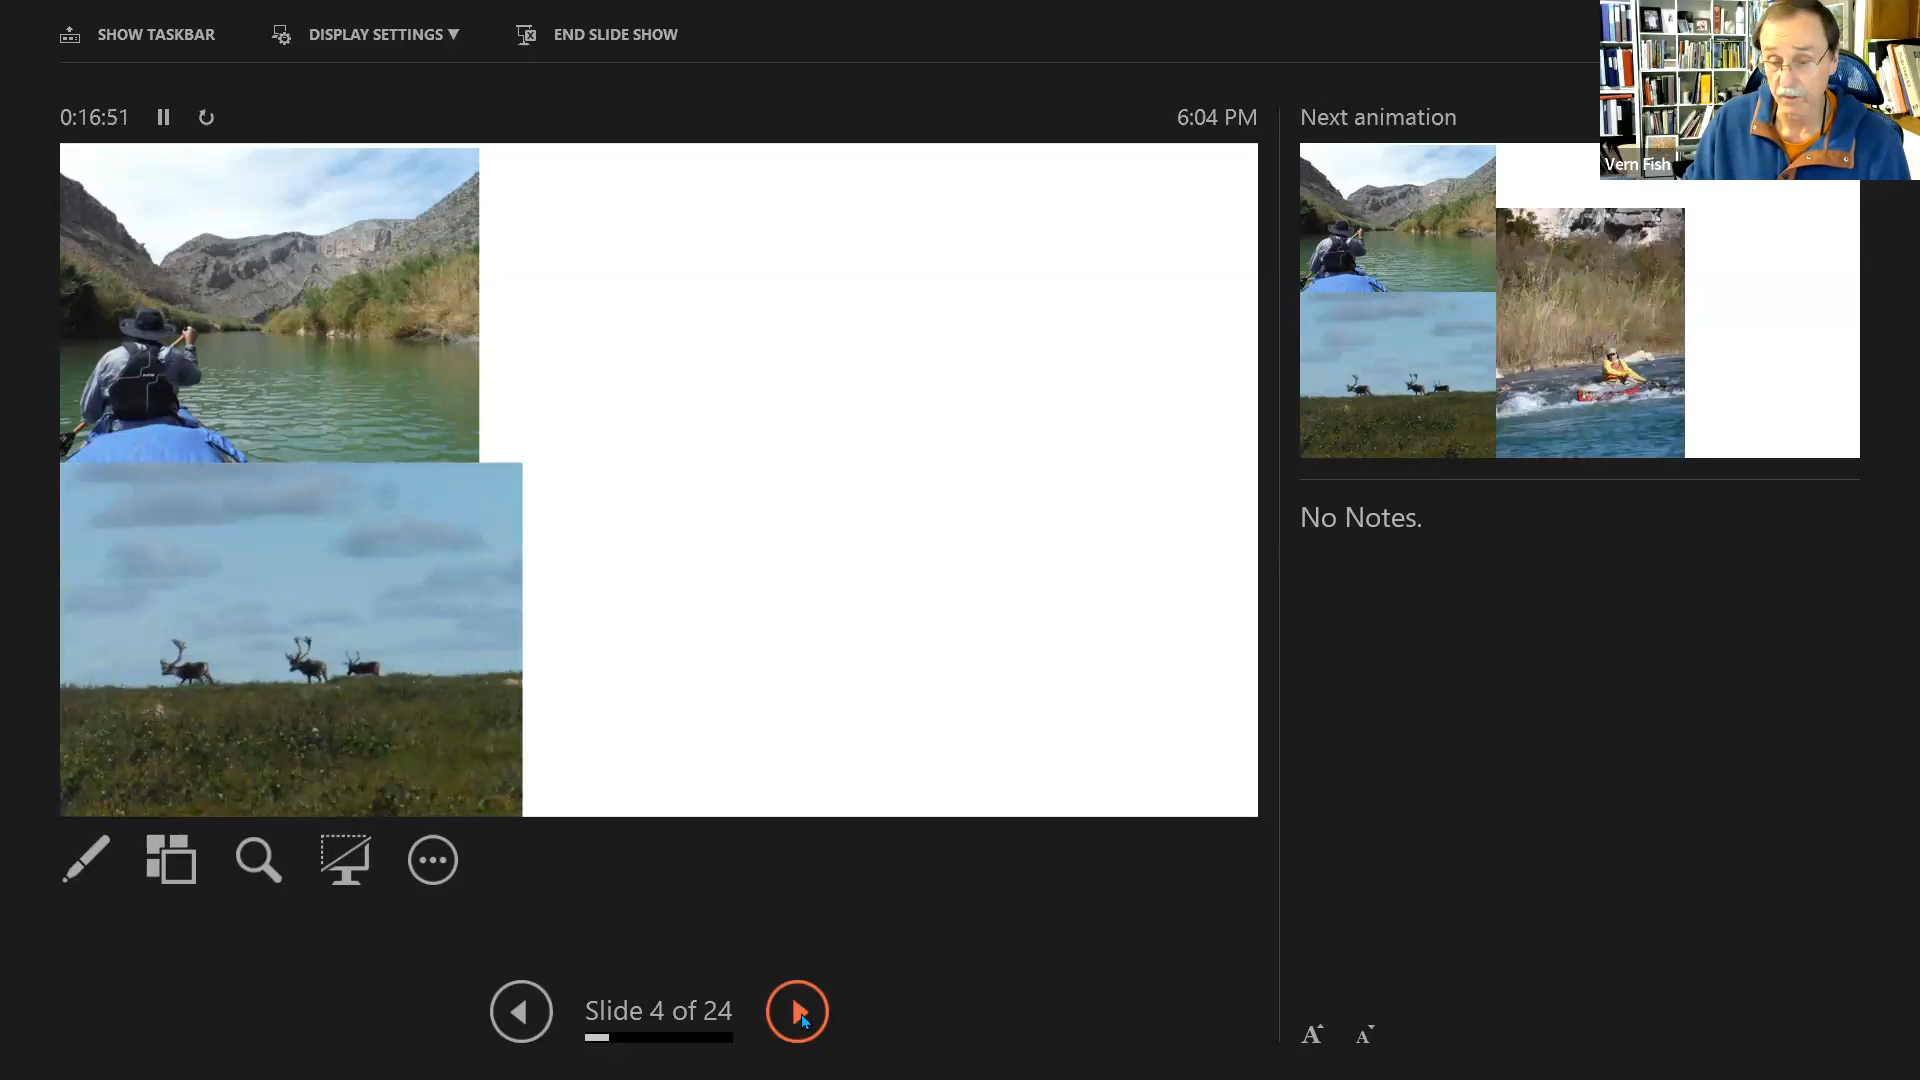 SHOW TASKBAR
DISPLAY SETTINGS ▼
END SLIDE SHOW
0:16:51
6:04 PM
Next animation
Vern Fish
No Notes.
Slide 4 of 24
A A